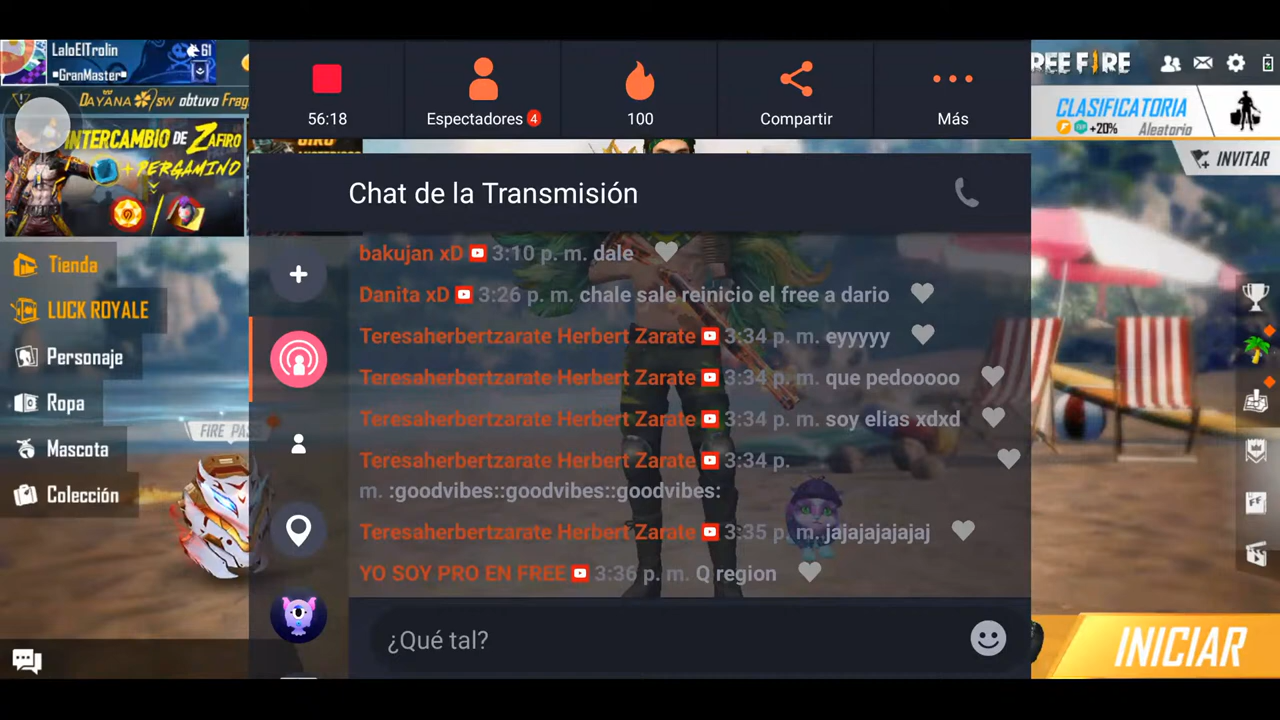 LaloElTrolin
61
■GranMaster■
DAYANA SW obtuvo Frag
INTERCAMBIO DE ZAFIRO
+PERGAMINO
Tienda
LUCK ROYALE
Personaje
Ropa
Mascota
Colección
FIRE PASS
56:18
Espectadores 4
100
Compartir
Más
Chat de la Transmisión
bakujan xD 3:10 p. m. dale
Danita xD 3:26 p. m. chale sale reinicio el free a dario
Teresaherbertzarate Herbert Zarate 3:34 p. m. eyyyyy
Teresaherbertzarate Herbert Zarate 3:34 p. m. que pedooooo
Teresaherbertzarate Herbert Zarate 3:34 p. m. soy elias xdxd
Teresaherbertzarate Herbert Zarate 3:34 p.
m. :goodvibes::goodvibes::goodvibes:
Teresaherbertzarate Herbert Zarate 3:35 p. m. jajajajajajaj
YO SOY PRO EN FREE 3:36 p. m. Q region
¿Qué tal?
REE FIRE
CLASIFICATORIA
+20% Aleatorio
INVITAR
FF
INICIAR